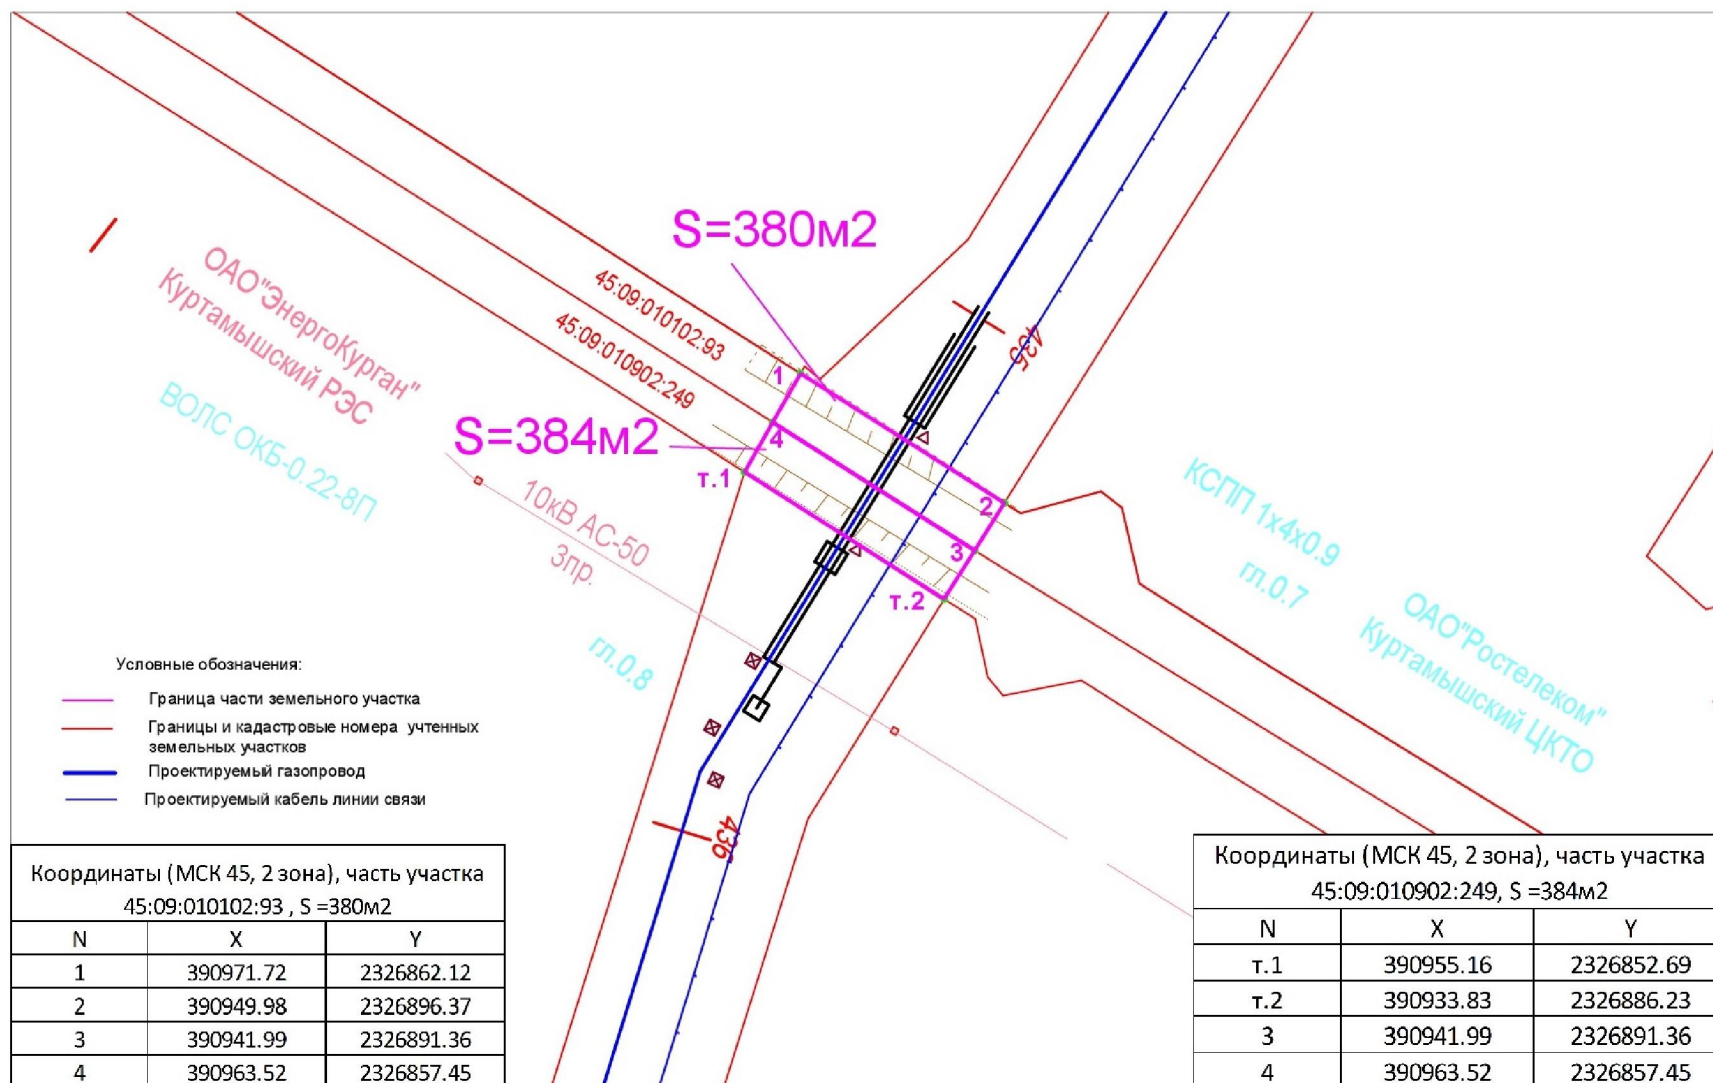 S=380м2
45:09:010102:93
45:09:010902:249
S=384м2
ОАО"ЭнергоКурган"
Куртамышский РЭС
ВОЛС ОКБ-0.22-8П
10кВ АС-50
3пр.
гл.0.8
435
436
1
2
3
4
т.1
т.2
КСПП 1х4х0.9
гл.0.7
ОАО"Ростелеком"
Куртамышский ЦКТО
Условные обозначения:
Граница части земельного участка
Границы и кадастровые номера учтенных
земельных участков
Проектируемый газопровод
Проектируемый кабель линии связи
Координаты (МСК 45, 2 зона), часть участка
45:09:010102:93 , S =380м2
N X Y
1 390971.72 2326862.12
2 390949.98 2326896.37
3 390941.99 2326891.36
4 390963.52 2326857.45
Координаты (МСК 45, 2 зона), часть участка
45:09:010902:249, S =384м2
N X Y
т.1 390955.16 2326852.69
т.2 390933.83 2326886.23
3 390941.99 2326891.36
4 390963.52 2326857.45